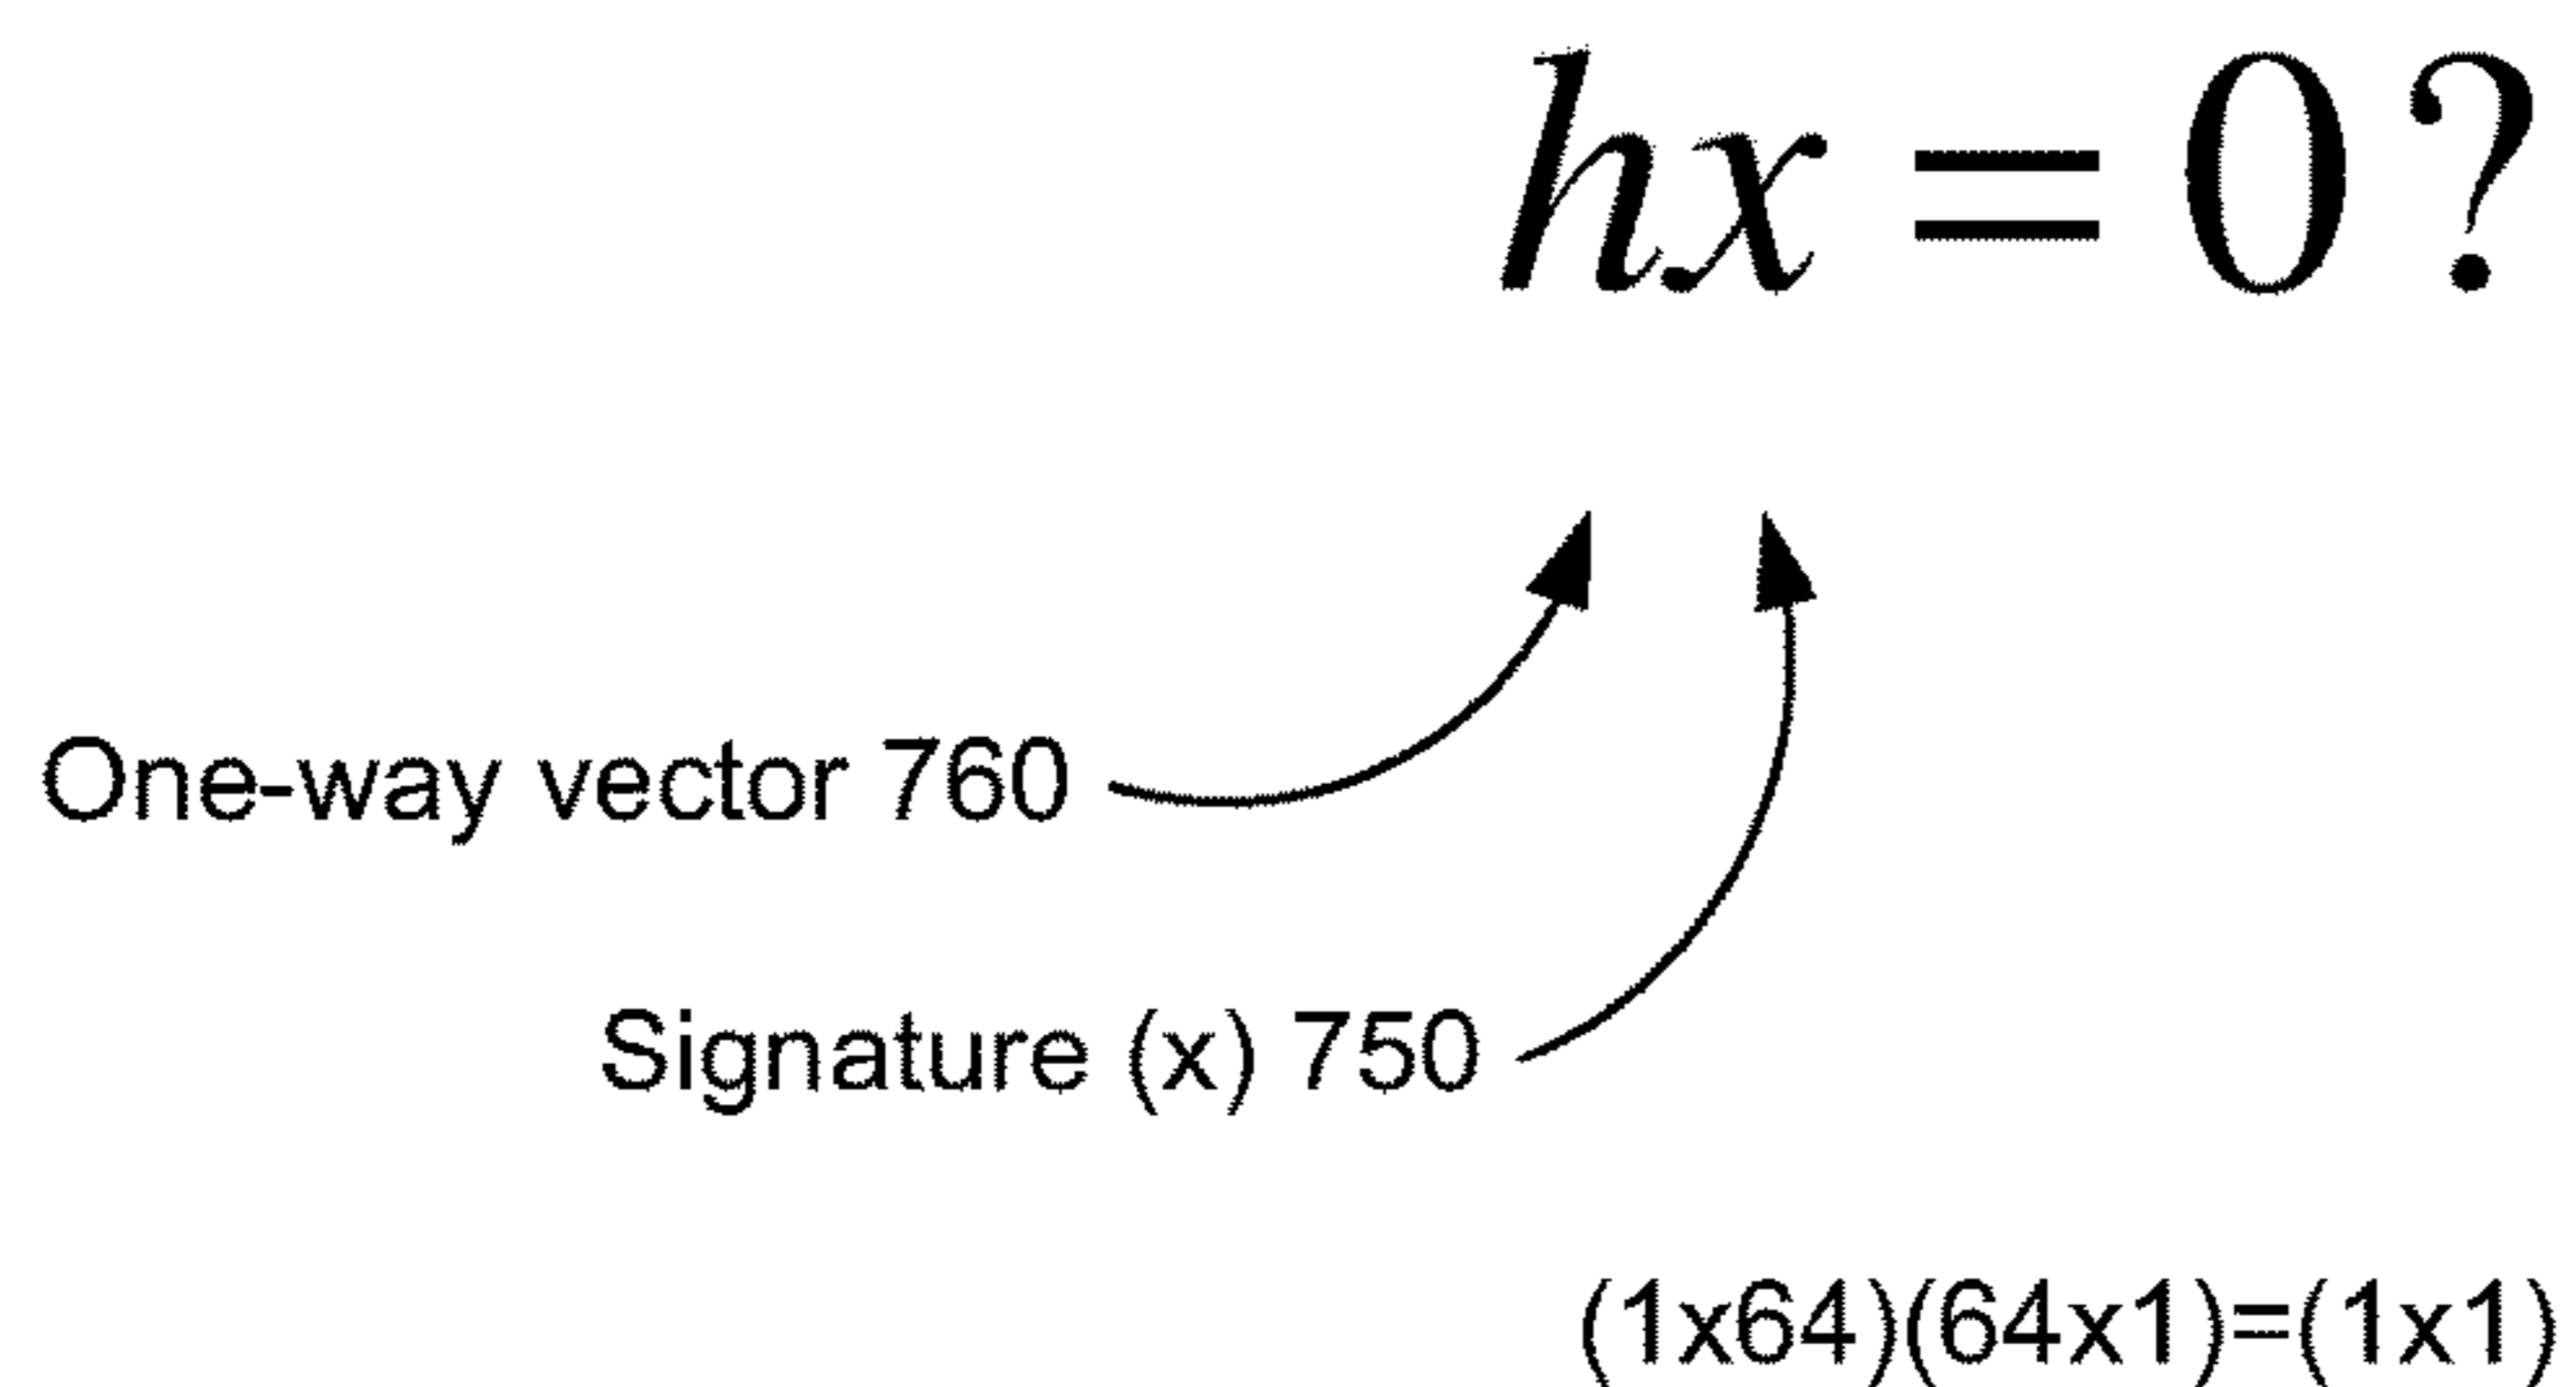 hx = 0 ?
One-way vector 760
Signature (x) 750
(1x64)(64x1)=(1x1)